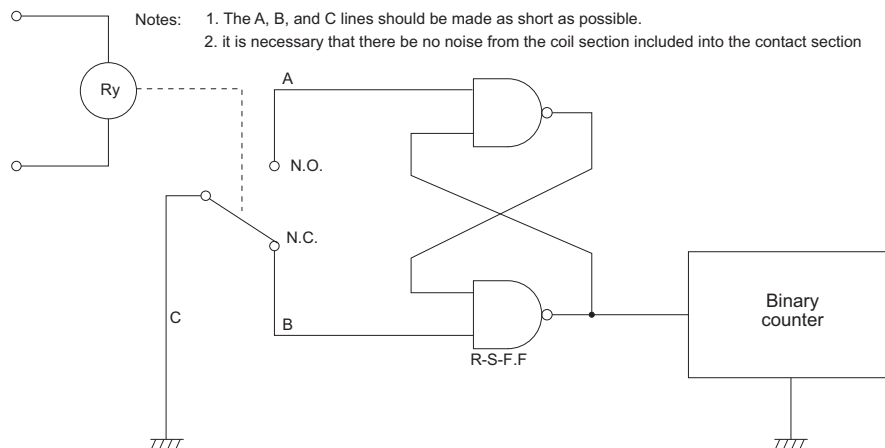 Notes: 1. The A, B, and C lines should be made as short as possible.
2. it is necessary that there be no noise from the coil section included into the contact section
A
Ry
N.O.
N.C.
Binary
counter
C
B
R-S-F.F